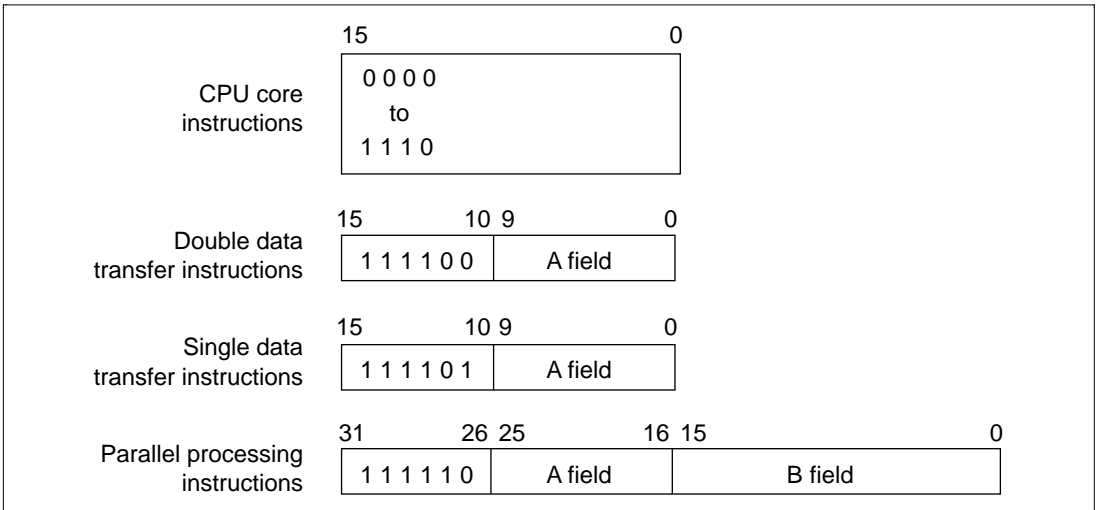 15 0
CPU core
instructions
0 0 0 0
to
1 1 1 0
15 10 9 0
Double data
transfer instructions
1 1 1 1 0 0 A field
15 10 9 0
Single data
transfer instructions
1 1 1 1 0 1 A field
31 26 25 16 15 0
Parallel processing
instructions
1 1 1 1 1 0 A field B field